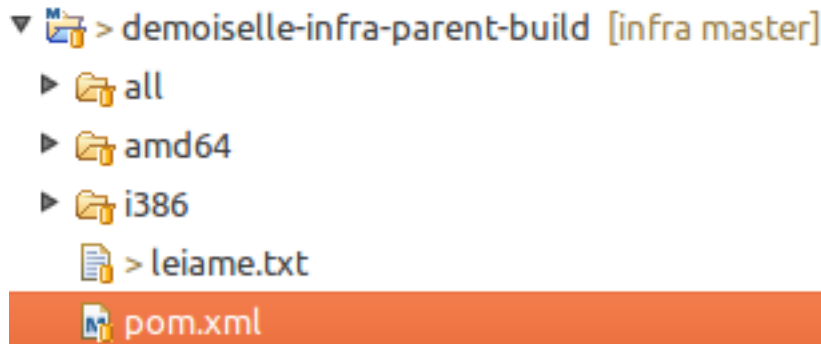 > demoiselle-infra-parent-build [infra master]
all
amd64
i386
> leiame.txt
pom.xml